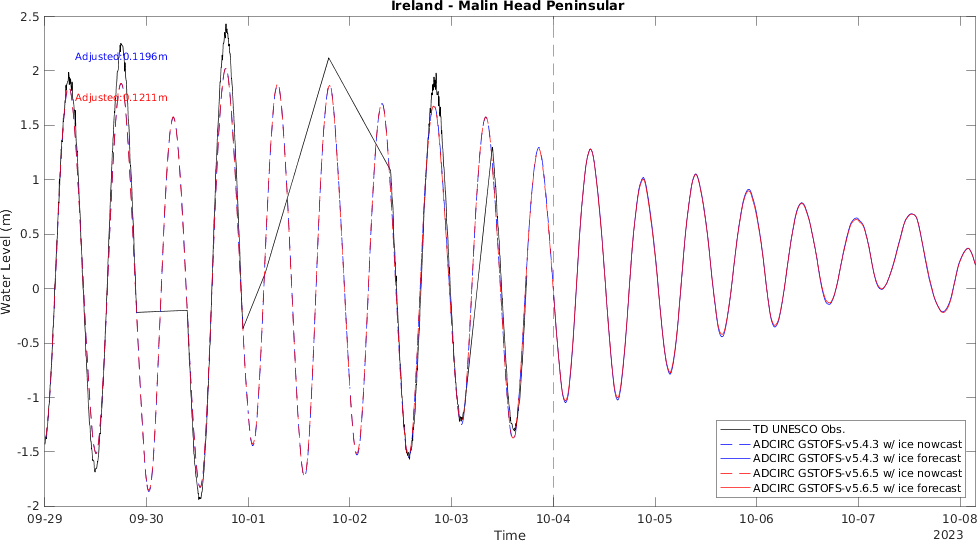 Ireland - Malin Head Peninsular
Adjusted:0.1196m
Adjusted:0.1211m
Water Level (m)
2.5
2
1.5
1
0.5
0
-0.5
-1
-1.5
-2
09-29
09-30
10-01
10-02
10-03
10-04
10-05
10-06
10-07
10-08
Time
2023
TD UNESCO Obs.
ADCIRC GSTOFS-v5.4.3 w/ ice nowcast
ADCIRC GSTOFS-v5.4.3 w/ ice forecast
ADCIRC GSTOFS-v5.6.5 w/ ice nowcast
ADCIRC GSTOFS-v5.6.5 w/ ice forecast